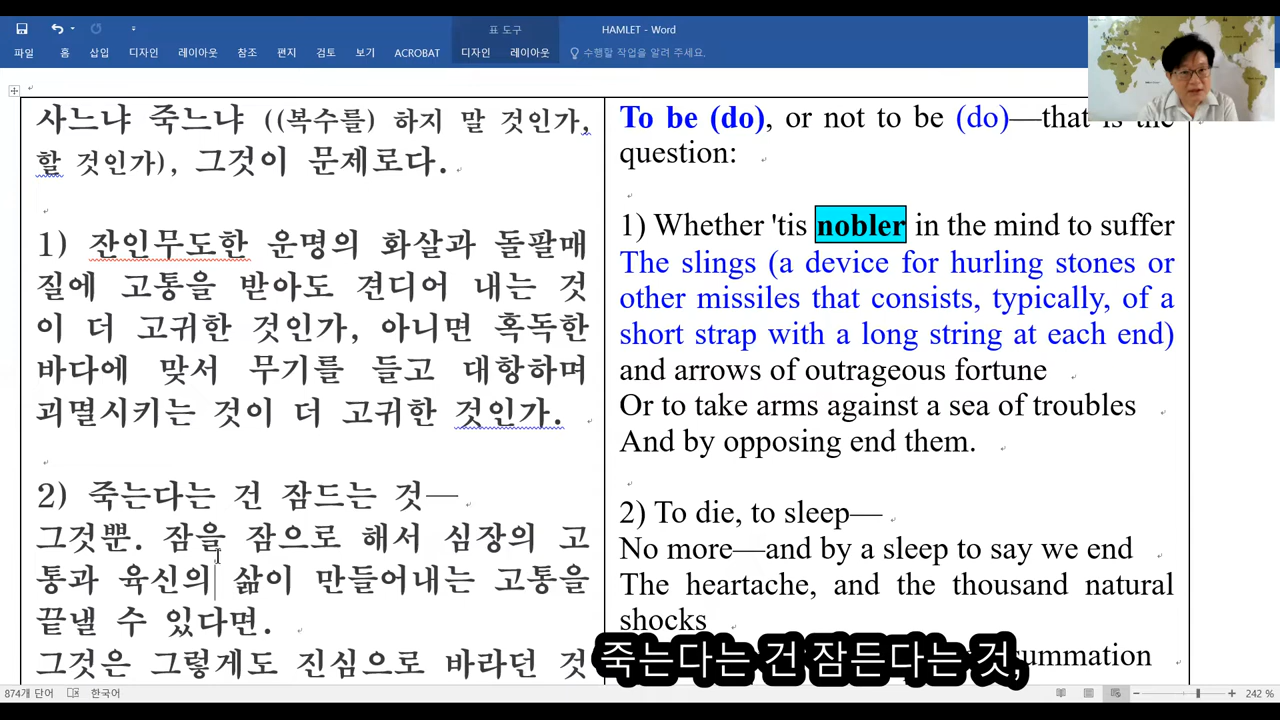 표 도구
HAMLET - Word
파일 홈 삽입 디자인 레이아웃 참조 편지 검토 보기 ACROBAT 디자인 레이아웃 수행할 작업을 알려 주세요.
사느냐 죽느냐 ((복수를) 하지 말 것인가,
할 것인가), 그것이 문제로다.
1) 잔인무도한 운명의 화살과 돌팔매
질에 고통을 받아도 견디어 내는 것
이 더 고귀한 것인가, 아니면 혹독한
바다에 맞서 무기를 들고 대항하며
괴멸시키는 것이 더 고귀한 것인가.
2) 죽는다는 건 잠드는 것—
그것뿐. 잠을 잠으로 해서 심장의 고
통과 육신의 삶이 만들어내는 고통을
끝낼 수 있다면.
그것은 그렇게도 진심으로 바라던 것
To be (do), or not to be (do)—that is the
question:
1) Whether 'tis nobler in the mind to suffer
The slings (a device for hurling stones or
other missiles that consists, typically, of a
short strap with a long string at each end)
and arrows of outrageous fortune
Or to take arms against a sea of troubles
And by opposing end them.
2) To die, to sleep—
No more—and by a sleep to say we end
The heartache, and the thousand natural
shocks
summation
죽는다는 건 잠든다는 것,
874개 단어 한국어 242 %